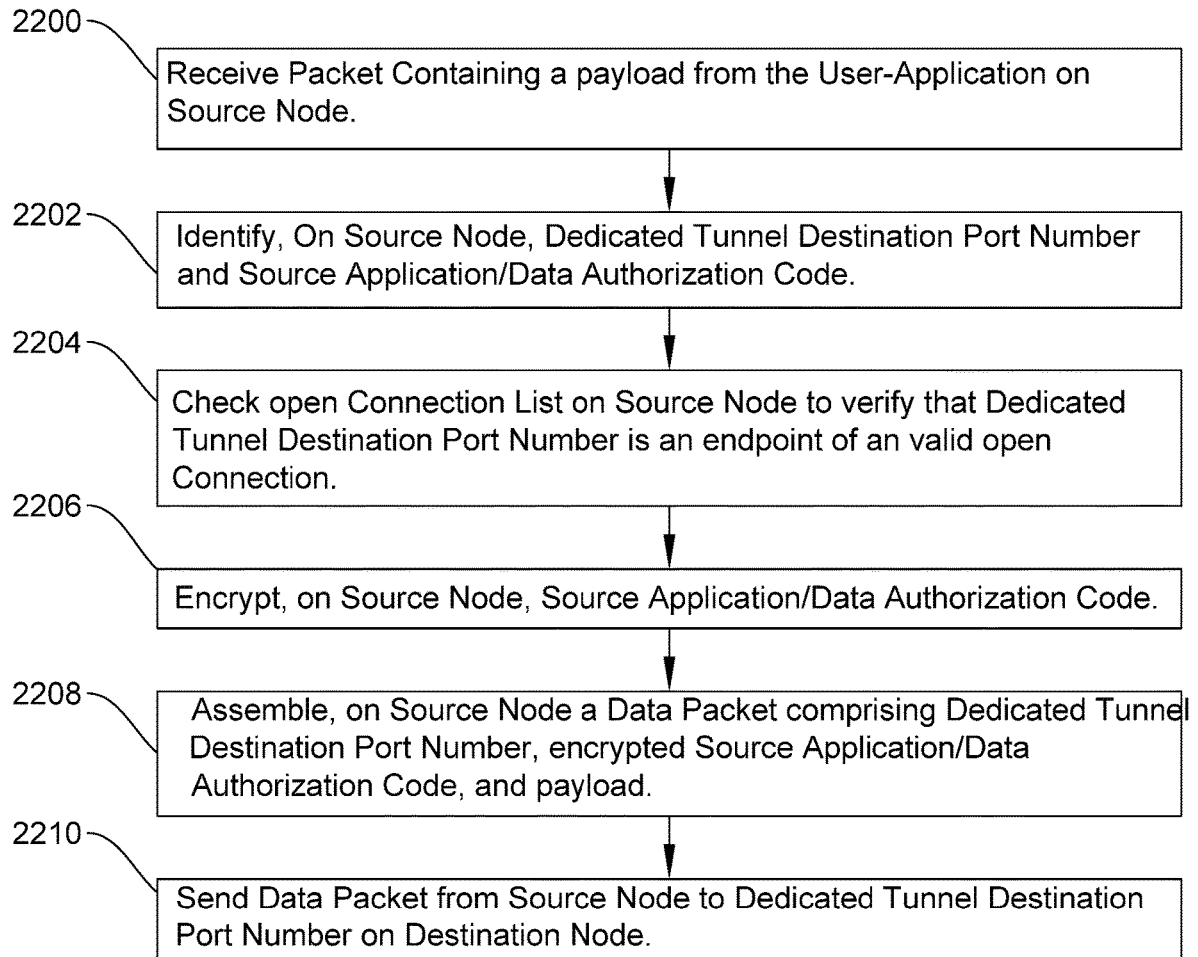 2200
Receive Packet Containing a payload from the User-Application on
Source Node.
2202
Identify, On Source Node, Dedicated Tunnel Destination Port Number
and Source Application/Data Authorization Code.
2204
Check open Connection List on Source Node to verify that Dedicated
Tunnel Destination Port Number is an endpoint of an valid open
Connection.
2206
Encrypt, on Source Node, Source Application/Data Authorization Code.
2208
Assemble, on Source Node a Data Packet comprising Dedicated Tunnel
Destination Port Number, encrypted Source Application/Data
Authorization Code, and payload.
2210
Send Data Packet from Source Node to Dedicated Tunnel Destination
Port Number on Destination Node.